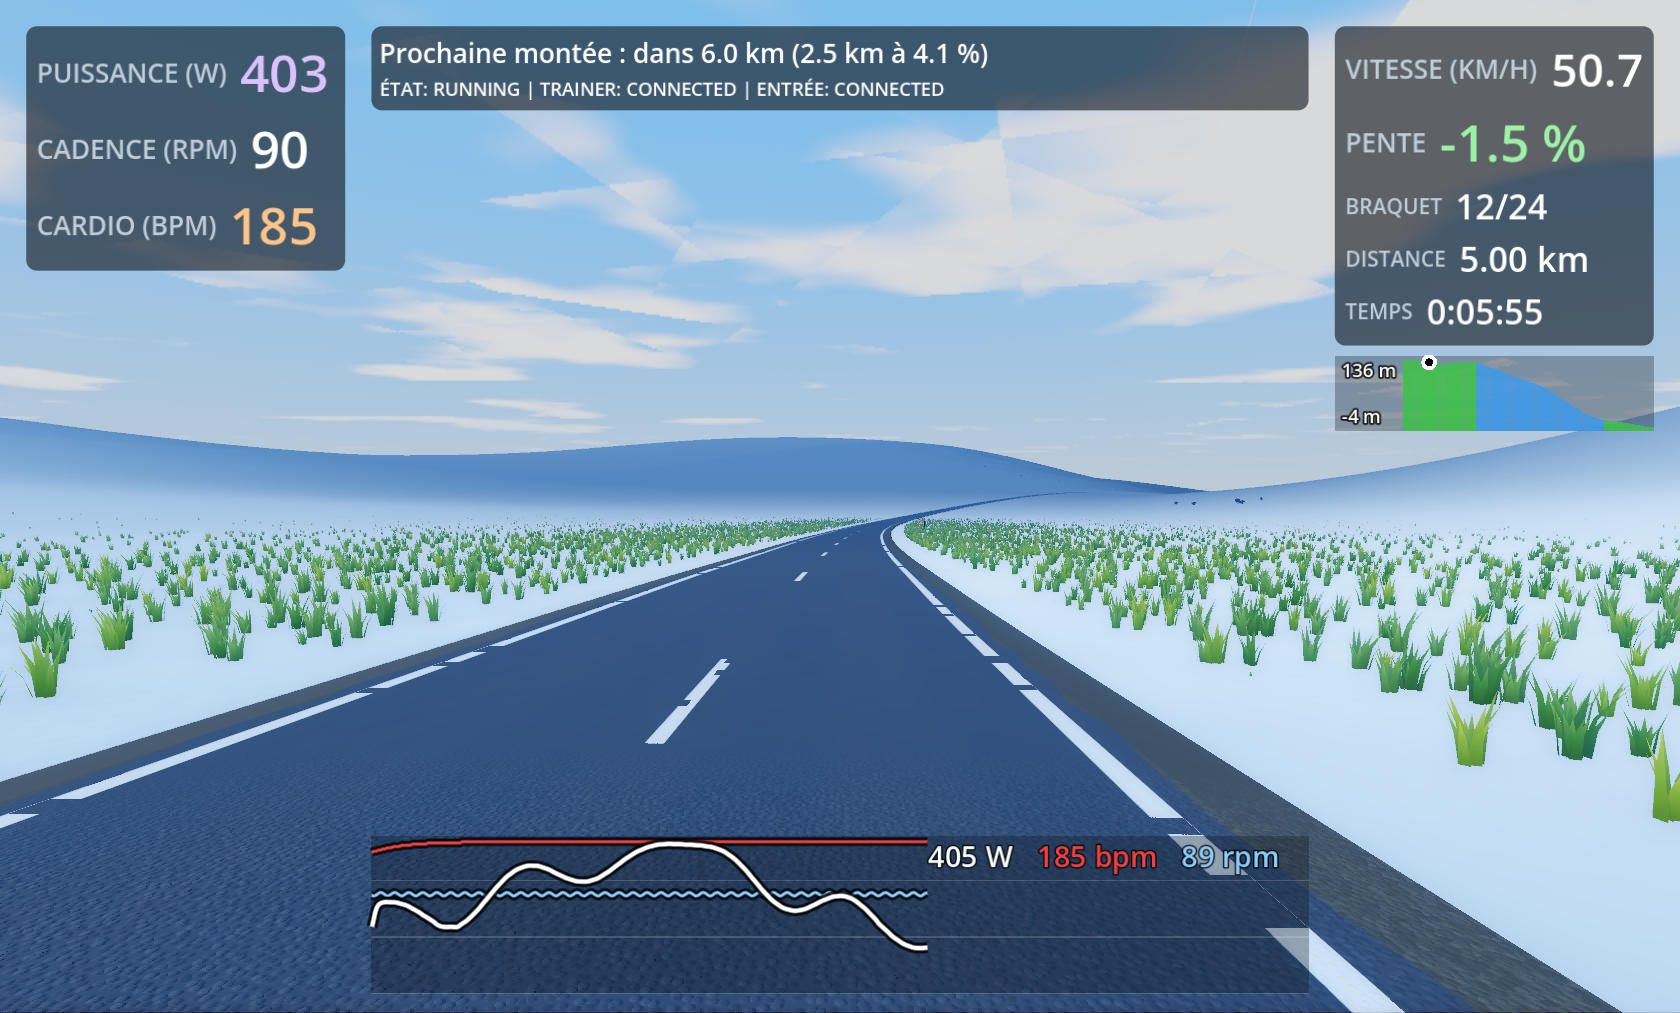 PUISSANCE (W) 403
CADENCE (RPM) 90
CARDIO (BPM) 185
Prochaine montée : dans 6.0 km (2.5 km à 4.1 %)
ÉTAT: RUNNING | TRAINER: CONNECTED | ENTRÉE: CONNECTED
VITESSE (KM/H) 50.7
PENTE -1.5 %
BRAQUET 12/24
DISTANCE 5.00 km
TEMPS 0:05:55
136 m
-4 m
405 W 185 bpm 89 rpm